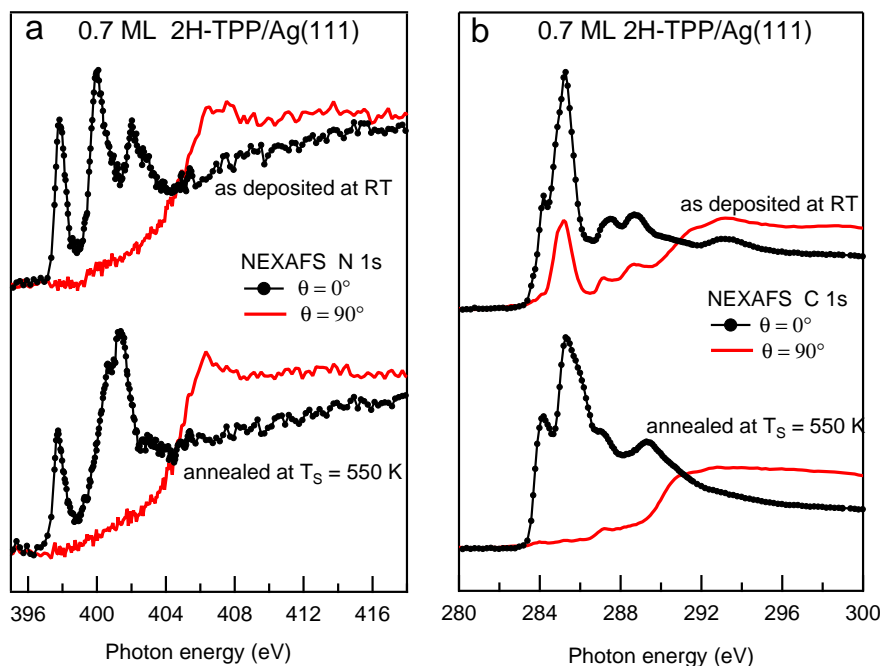 a
0.7 ML 2H-TPP/Ag(111)
as deposited at RT
NEXAFS N 1s
θ = 0°
θ = 90°
annealed at T_S = 550 K
396 400 404 408 412 416
Photon energy (eV)
b
0.7 ML 2H-TPP/Ag(111)
as deposited at RT
NEXAFS C 1s
θ = 0°
θ = 90°
annealed at T_S = 550 K
280 284 288 292 296 300
Photon energy (eV)